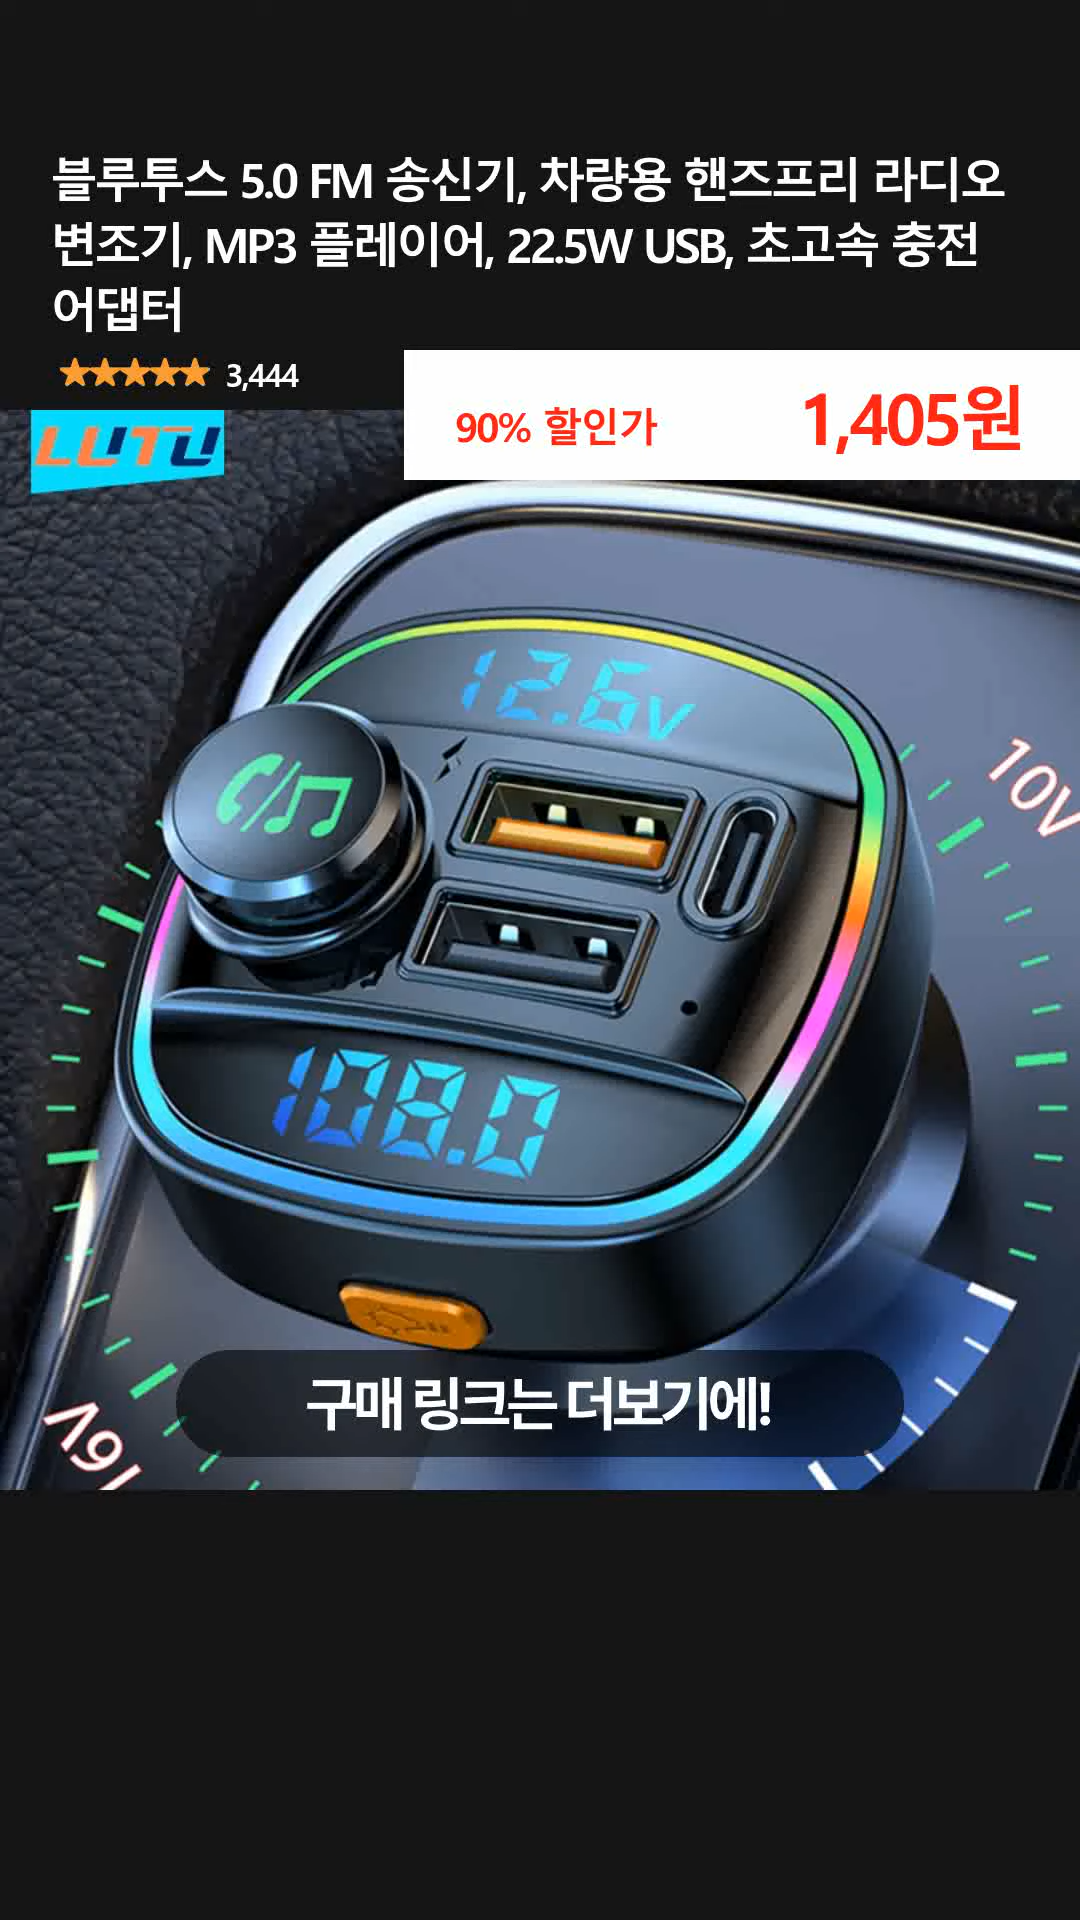 블루투스 5.0 FM 송신기, 차량용 핸즈프리 라디오
변조기, MP3 플레이어, 22.5W USB, 초고속 충전
어댑터
3,444
90% 할인가 1,405원
LUTU
12.6v
10V
108.0
구매 링크는 더보기에!
16V